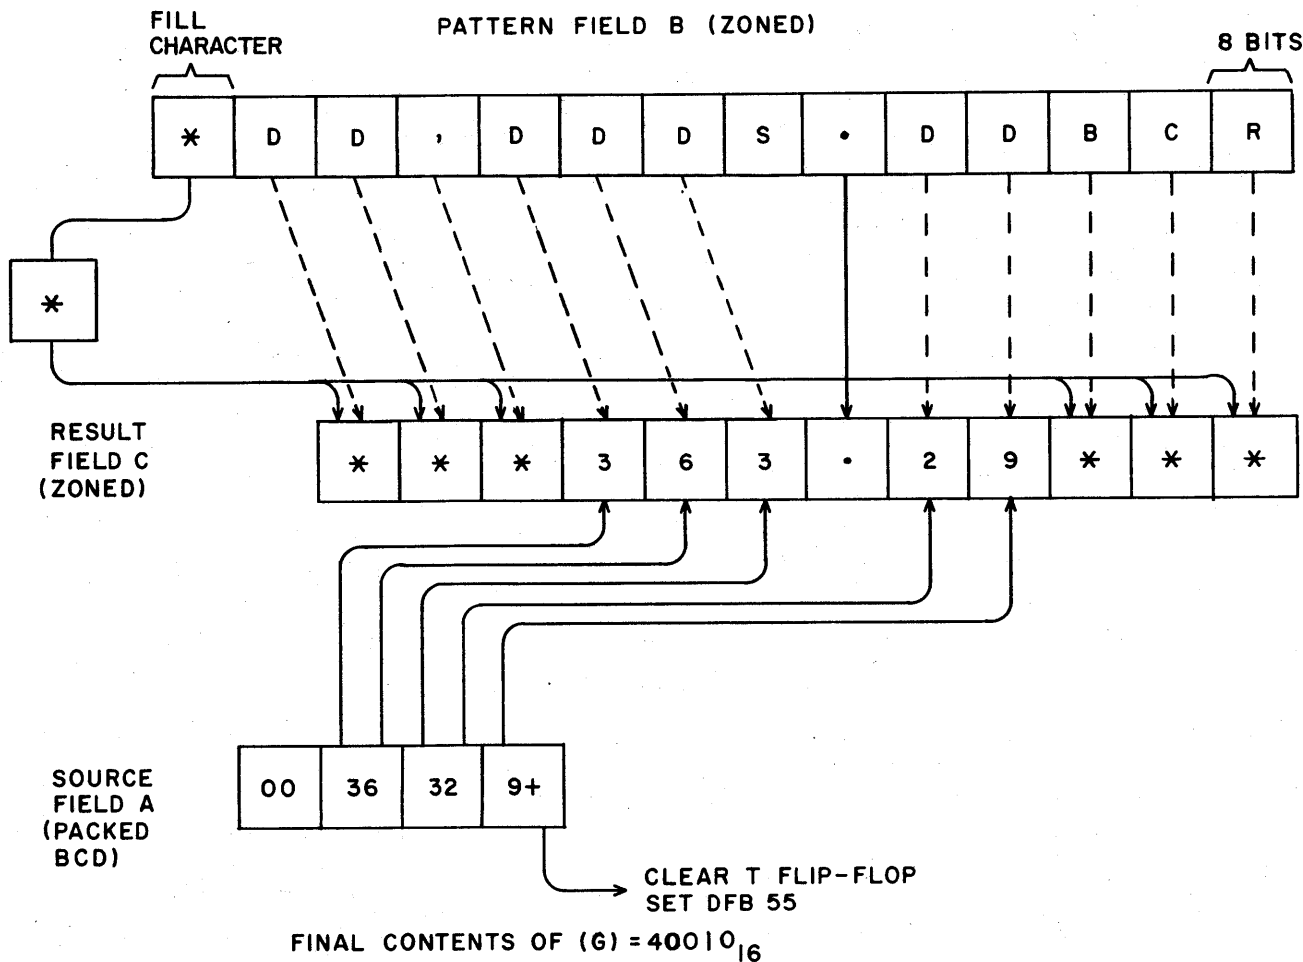 FILL
CHARACTER
PATTERN FIELD B (ZONED)
8 BITS
* D D , D D D S . D D B C R
*
RESULT
FIELD C
(ZONED)
* * * 3 6 3 . 2 9 * * *
SOURCE
FIELD A
(PACKED
BCD)
00 36 32 9+
CLEAR T FLIP-FLOP
SET DFB 55
FINAL CONTENTS OF (G) = 40010₁₆